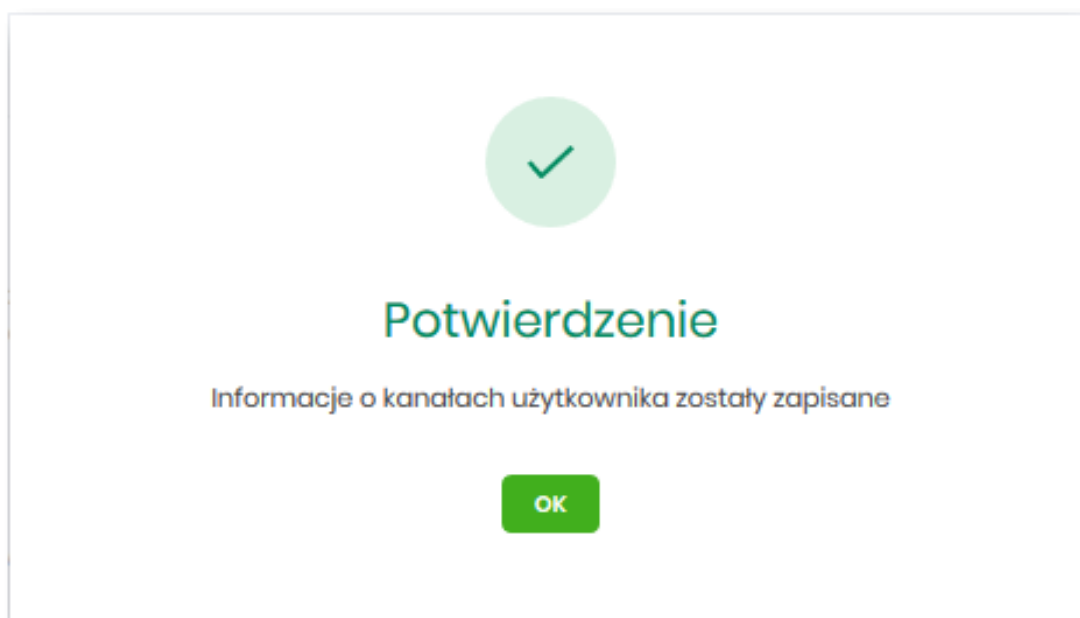 Potwierdzenie
Informacje o kanałach użytkownika zostały zapisane
OK